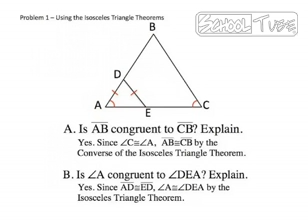 Problem 1 – Using the Isosceles Triangle Theorems
SCHOOL TUBE
B
D
A
E
C
A. Is AB congruent to CB? Explain.
Yes. Since ∠C≅∠A, AB≅CB by the
Converse of the Isosceles Triangle Theorem.
B. Is ∠A congruent to ∠DEA? Explain.
Yes. Since AD≅ED, ∠A≅∠DEA by the
Isosceles Triangle Theorem.